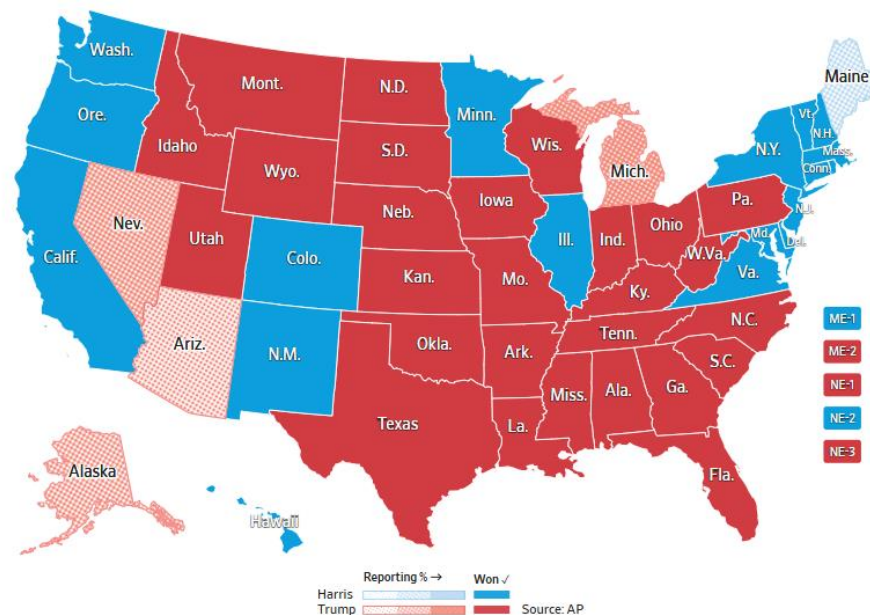 Wash.
Mont.
N.D.
Minn.
Maine
Ore.
Idaho
S.D.
Wis.
Mich.
Vt.
N.H.
N.Y.
Mass.
Conn.
Wyo.
Iowa
Neb.
Pa.
N.J.
Nev.
Utah
Ill.
Ind.
Ohio
Md.
Del.
Calif.
Colo.
Kan.
Mo.
W.Va.
Va.
Ky.
Ariz.
N.M.
Okla.
Ark.
Tenn.
N.C.
S.C.
Texas
La.
Miss.
Ala.
Ga.
Fla.
ME-1
ME-2
NE-1
NE-2
NE-3
Alaska
Hawaii
Reporting % → Won ✓
Harris
Trump Source: AP